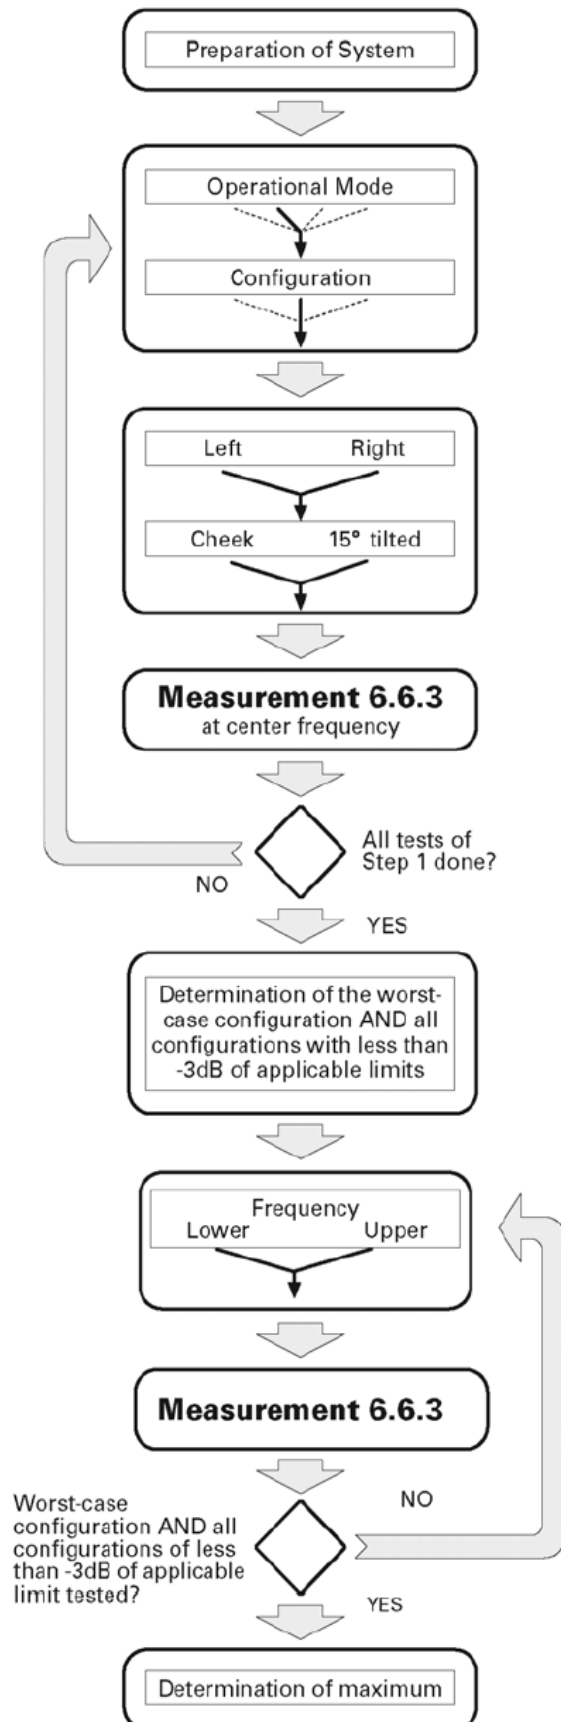 Preparation of System
Operational Mode
Configuration
Left Right
Cheek 15° tilted
Measurement 6.6.3
at center frequency
All tests of
Step 1 done?
NO
YES
Determination of the worst-
case configuration AND all
configurations with less than
-3dB of applicable limits
Frequency
Lower Upper
Measurement 6.6.3
NO
Worst-case
configuration AND all
configurations of less
than -3dB of applicable
limit tested?
YES
Determination of maximum